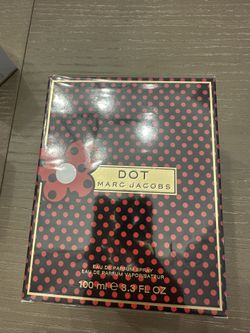 DOT
MARC JACOBS
EAU DE PARFUM SPRAY
EAU DE PARFUM VAPORISATEUR
100 ml ℮ 3.3 FL OZ